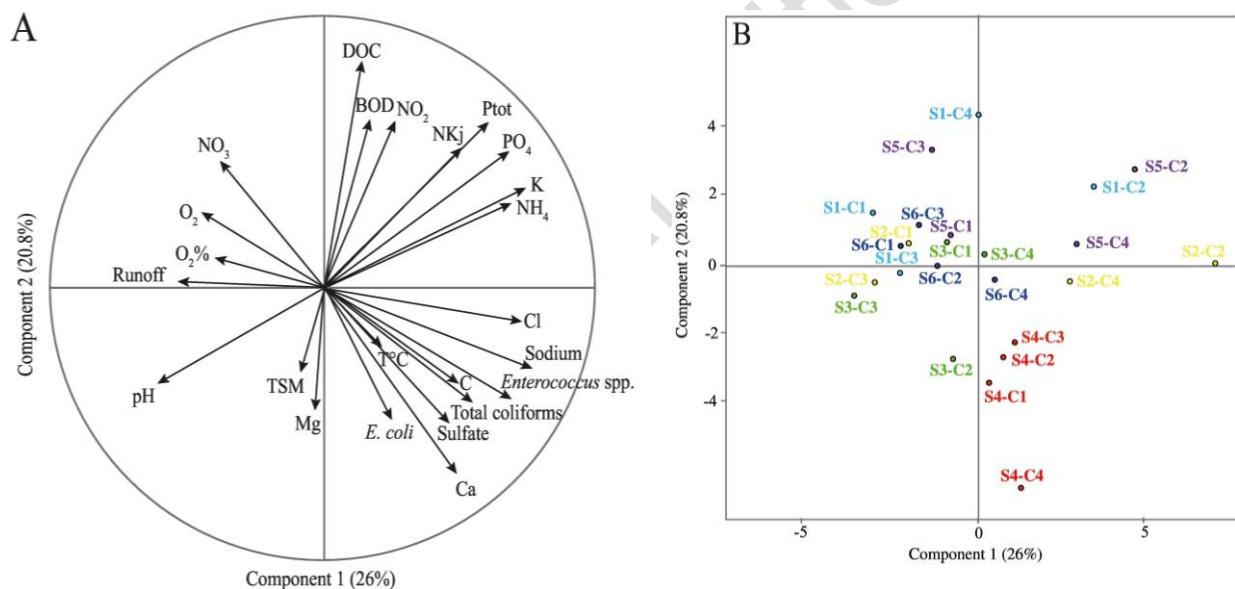 A
DOC
BOD
NO2
NKj
Ptot
PO4
K
NH4
NO3
O2
O2%
Runoff
Cl
Sodium
T°C
Enterococcus spp.
C
Total coliforms
Sulfate
E. coli
Ca
TSM
Mg
pH
Component 2 (20.8%)
Component 1 (26%)
B
S1-C4
S5-C3
S5-C2
S1-C2
S1-C1
S6-C3
S5-C1
S2-C1
S6-C1
S3-C1
S3-C4
S5-C4
S2-C2
S1-C3
S6-C2
S2-C3
S6-C4
S2-C4
S3-C3
S4-C3
S4-C2
S3-C2
S4-C1
S4-C4
4
2
0
-2
-4
-5
0
5
Component 2 (20.8%)
Component 1 (26%)